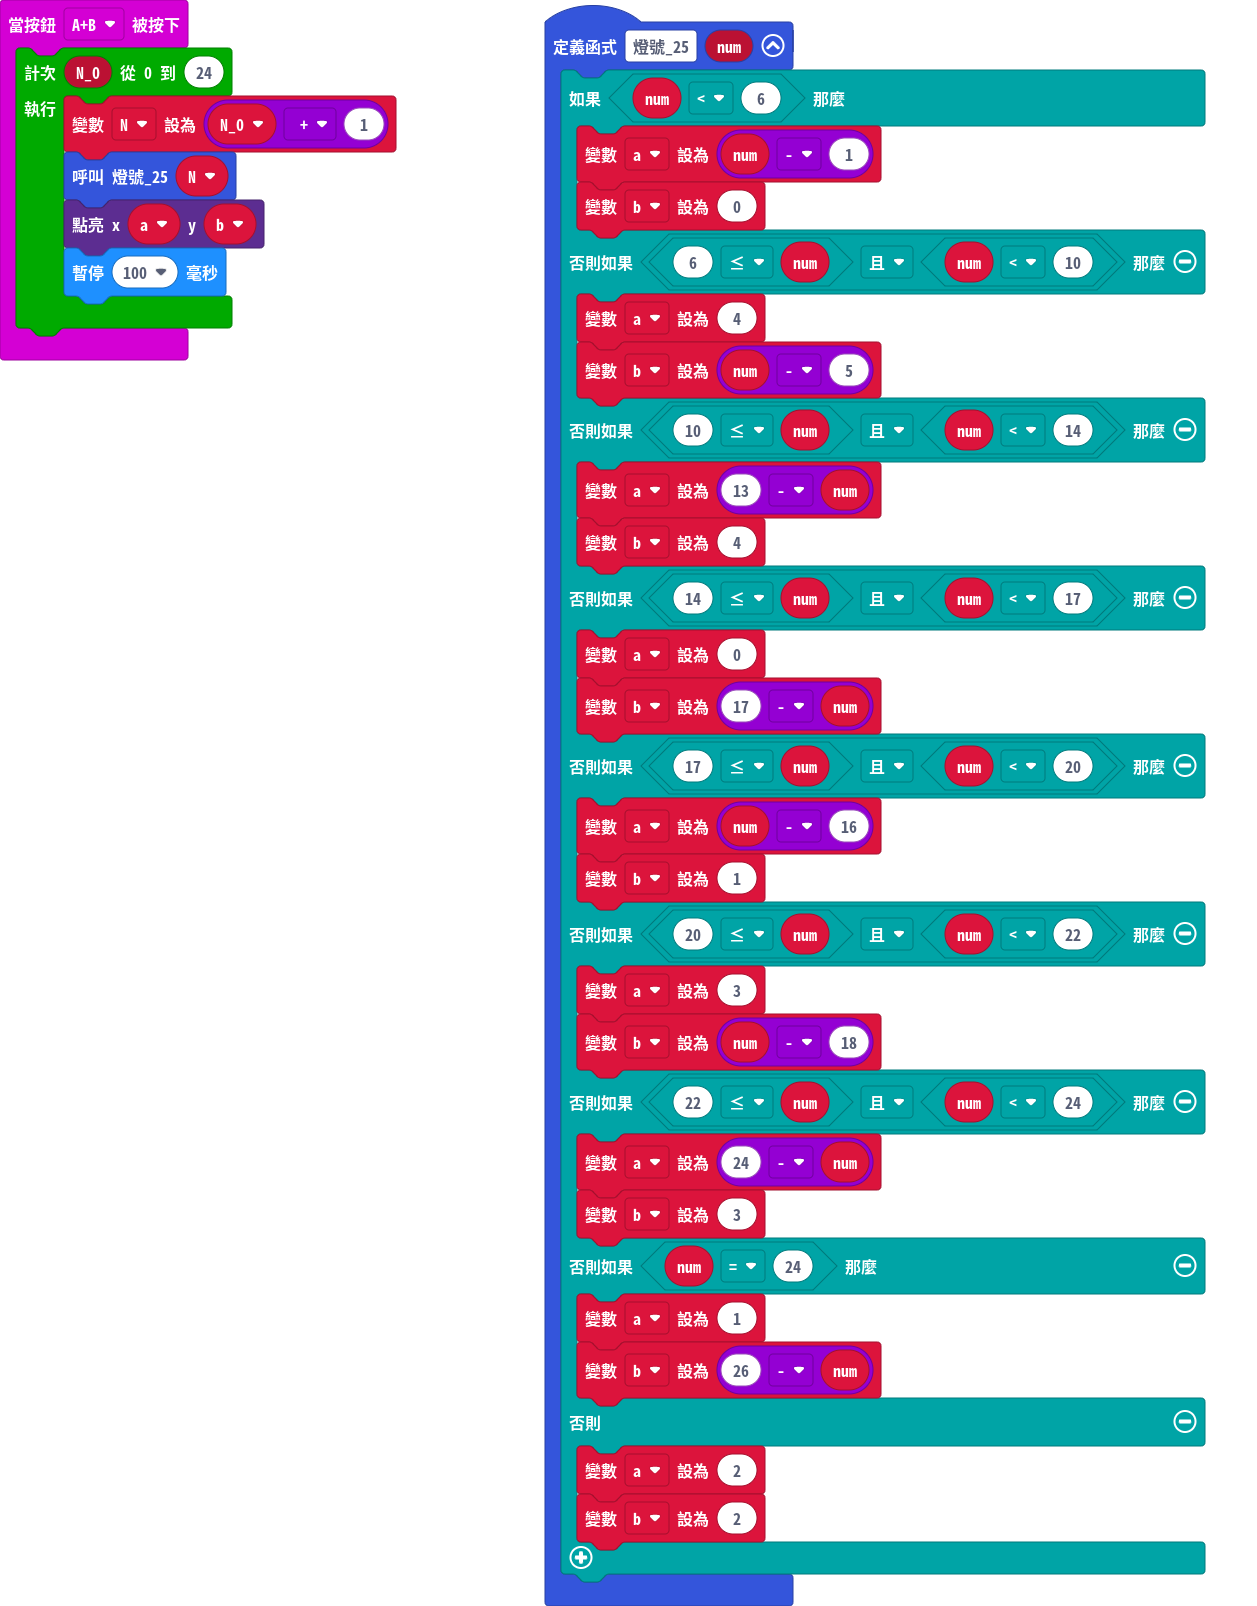 當按鈕 A+B 被按下
計次 N_O 從 0 到 24
執行
變數 N 設為 N_O + 1
呼叫 燈號_25 N
點亮 x a y b
暫停 100 毫秒
定義函式 燈號_25 num
如果 num < 6 那麼
變數 a 設為 num - 1
變數 b 設為 0
否則如果 6 ≤ num 且 num < 10 那麼
變數 a 設為 4
變數 b 設為 num - 5
否則如果 10 ≤ num 且 num < 14 那麼
變數 a 設為 13 - num
變數 b 設為 4
否則如果 14 ≤ num 且 num < 17 那麼
變數 a 設為 0
變數 b 設為 17 - num
否則如果 17 ≤ num 且 num < 20 那麼
變數 a 設為 num - 16
變數 b 設為 1
否則如果 20 ≤ num 且 num < 22 那麼
變數 a 設為 3
變數 b 設為 num - 18
否則如果 22 ≤ num 且 num < 24 那麼
變數 a 設為 24 - num
變數 b 設為 3
否則如果 num = 24 那麼
變數 a 設為 1
變數 b 設為 26 - num
否則
變數 a 設為 2
變數 b 設為 2